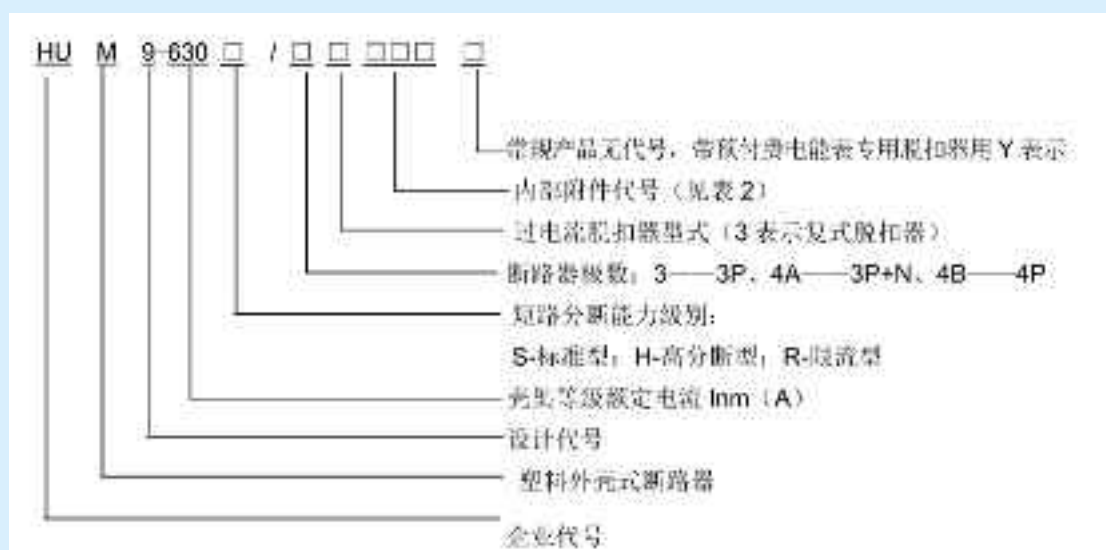 HU M 9-630 □ / □ □ □□□ □
常规产品无代号，带预付费电能表专用脱扣器用 Y 表示
内部附件代号（见表 2）
过电流脱扣器型式（3 表示复式脱扣器）
断路器极数：3——3P、4A——3P+N、4B——4P
短路分断能力级别：
S-标准型；H-高分断型；R-限流型
壳架等级额定电流 Inm（A）
设计代号
塑料外壳式断路器
企业代号